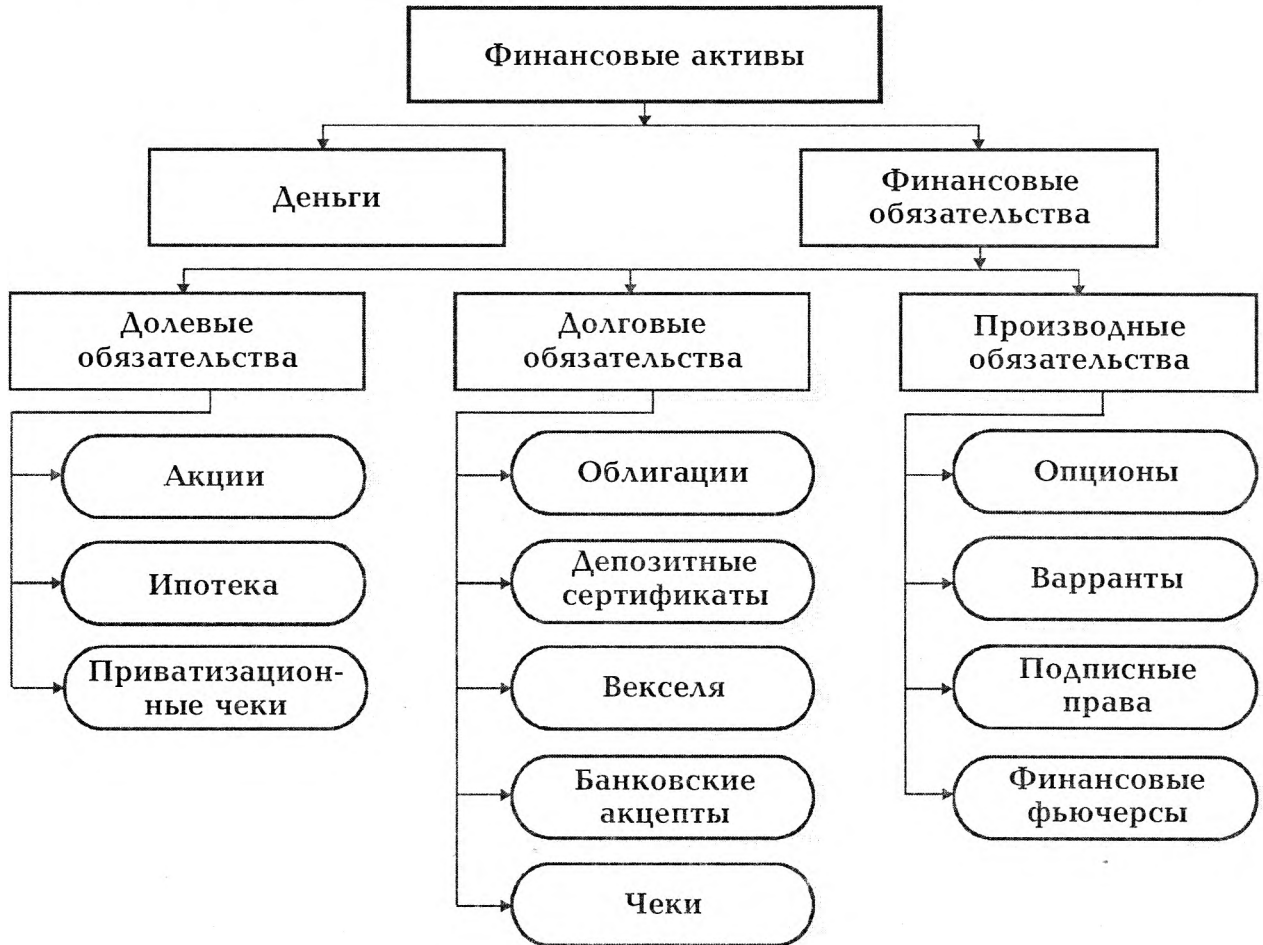 Финансовые активы
Деньги
Финансовые
обязательства
Долевые
обязательства
Долговые
обязательства
Производные
обязательства
Акции
Ипотека
Приватизацион-
ные чеки
Облигации
Депозитные
сертификаты
Векселя
Банковские
акцепты
Чеки
Опционы
Варранты
Подписные
права
Финансовые
фьючерсы